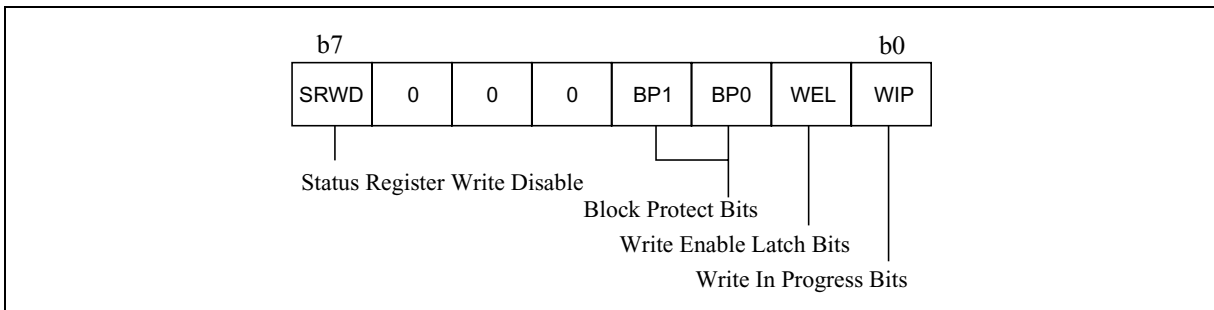 b7 b0
SRWD 0 0 0 BP1 BP0 WEL WIP
Status Register Write Disable
Block Protect Bits
Write Enable Latch Bits
Write In Progress Bits